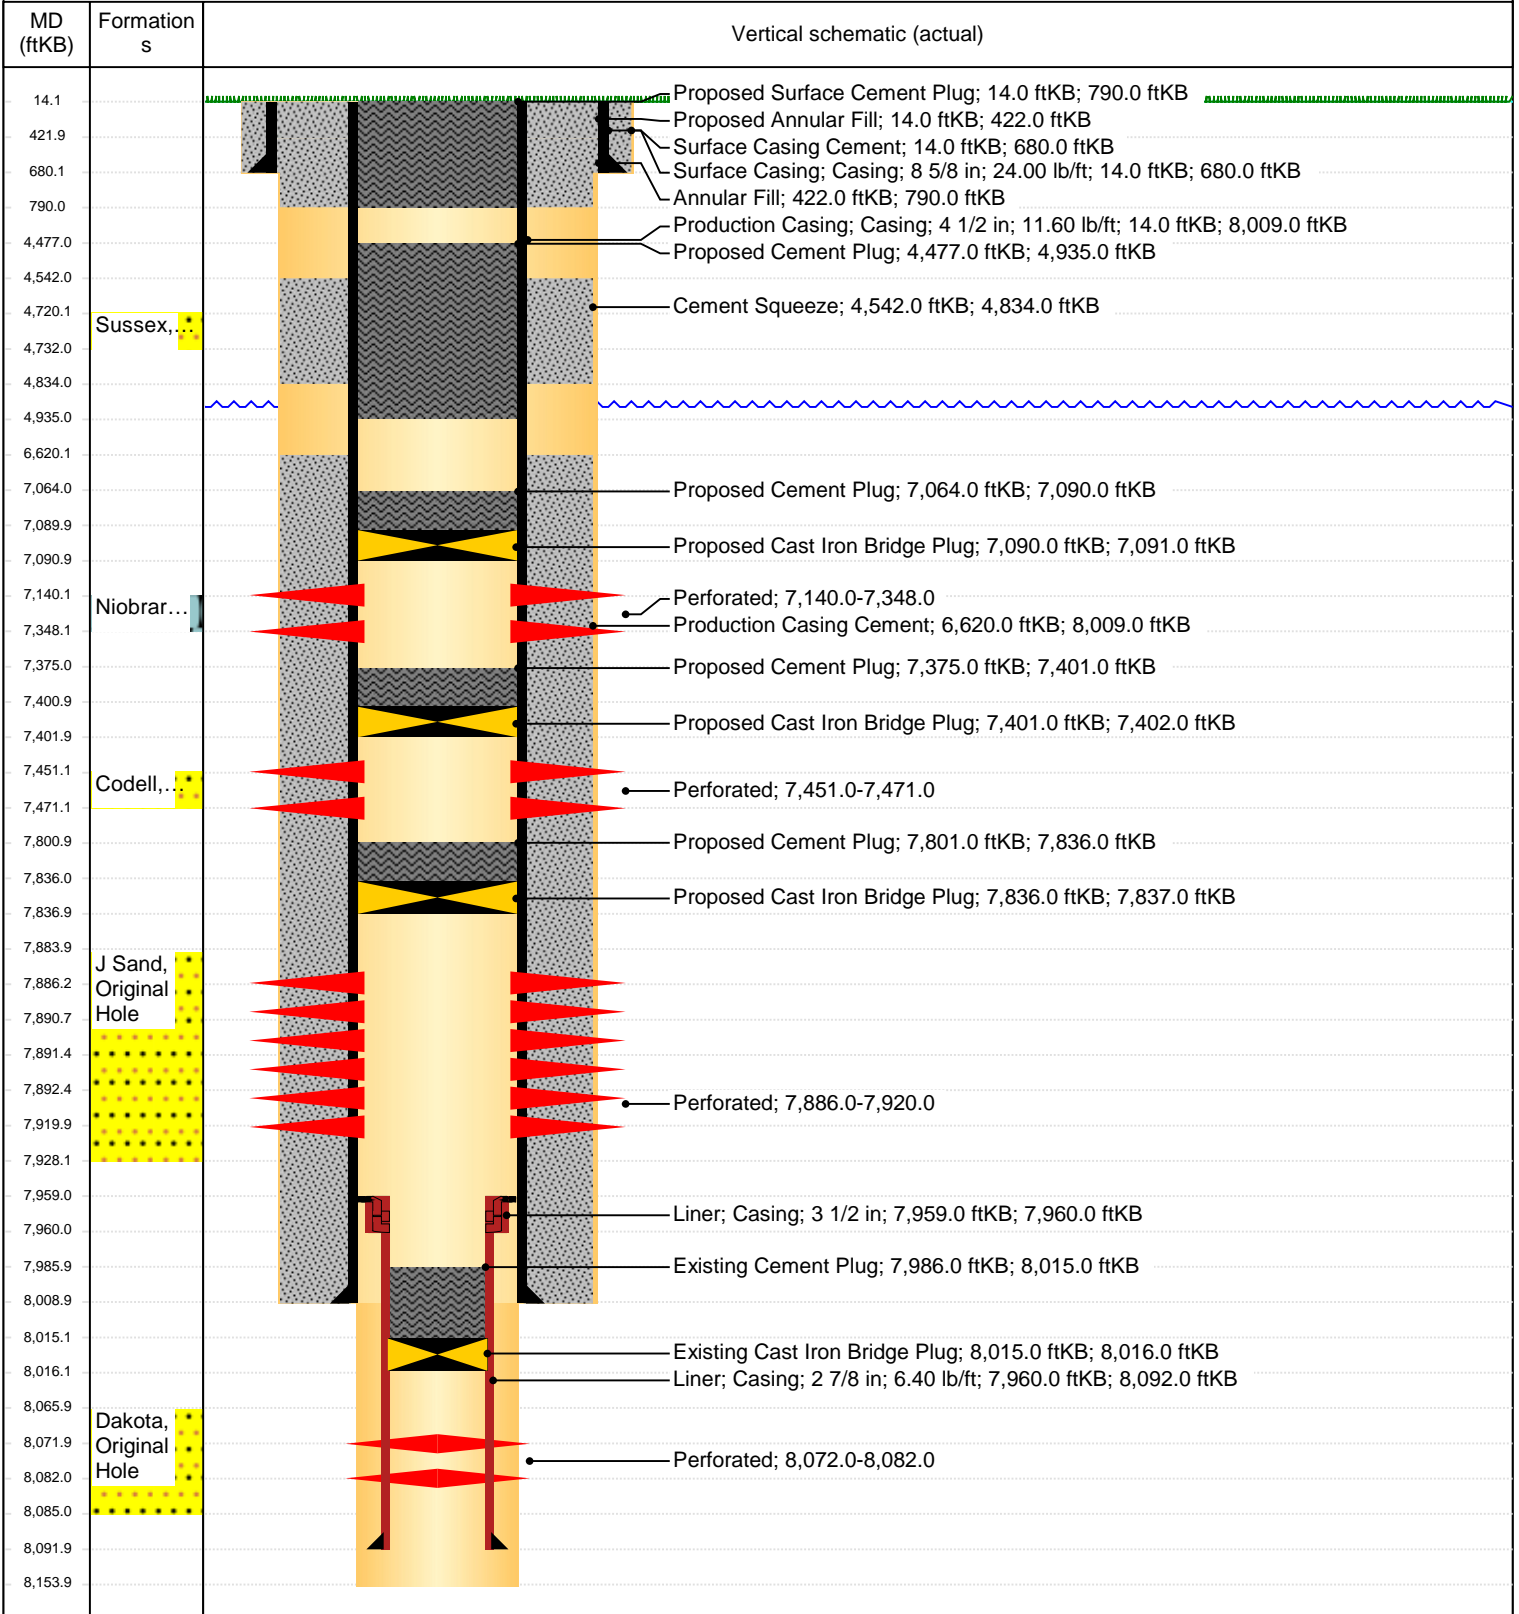 MD
(ftKB)
Formation
s
Vertical schematic (actual)
14.1
421.9
680.1
790.0
4,477.0
4,542.0
4,720.1
4,732.0
4,834.0
4,935.0
6,620.1
7,064.0
7,089.9
7,090.9
7,140.1
7,348.1
7,375.0
7,400.9
7,401.9
7,451.1
7,471.1
7,800.9
7,836.0
7,836.9
7,883.9
7,886.2
7,890.7
7,891.4
7,892.4
7,919.9
7,928.1
7,959.0
7,960.0
7,985.9
8,008.9
8,015.1
8,016.1
8,065.9
8,071.9
8,082.0
8,085.0
8,091.9
8,153.9
Sussex,...
Niobrar...
Codell,...
J Sand,
Original
Hole
Dakota,
Original
Hole
Proposed Surface Cement Plug; 14.0 ftKB; 790.0 ftKB
Proposed Annular Fill; 14.0 ftKB; 422.0 ftKB
Surface Casing Cement; 14.0 ftKB; 680.0 ftKB
Surface Casing; Casing; 8 5/8 in; 24.00 lb/ft; 14.0 ftKB; 680.0 ftKB
Annular Fill; 422.0 ftKB; 790.0 ftKB
Production Casing; Casing; 4 1/2 in; 11.60 lb/ft; 14.0 ftKB; 8,009.0 ftKB
Proposed Cement Plug; 4,477.0 ftKB; 4,935.0 ftKB
Cement Squeeze; 4,542.0 ftKB; 4,834.0 ftKB
Proposed Cement Plug; 7,064.0 ftKB; 7,090.0 ftKB
Proposed Cast Iron Bridge Plug; 7,090.0 ftKB; 7,091.0 ftKB
Perforated; 7,140.0-7,348.0
Production Casing Cement; 6,620.0 ftKB; 8,009.0 ftKB
Proposed Cement Plug; 7,375.0 ftKB; 7,401.0 ftKB
Proposed Cast Iron Bridge Plug; 7,401.0 ftKB; 7,402.0 ftKB
Perforated; 7,451.0-7,471.0
Proposed Cement Plug; 7,801.0 ftKB; 7,836.0 ftKB
Proposed Cast Iron Bridge Plug; 7,836.0 ftKB; 7,837.0 ftKB
Perforated; 7,886.0-7,920.0
Liner; Casing; 3 1/2 in; 7,959.0 ftKB; 7,960.0 ftKB
Existing Cement Plug; 7,986.0 ftKB; 8,015.0 ftKB
Existing Cast Iron Bridge Plug; 8,015.0 ftKB; 8,016.0 ftKB
Liner; Casing; 2 7/8 in; 6.40 lb/ft; 7,960.0 ftKB; 8,092.0 ftKB
Perforated; 8,072.0-8,082.0